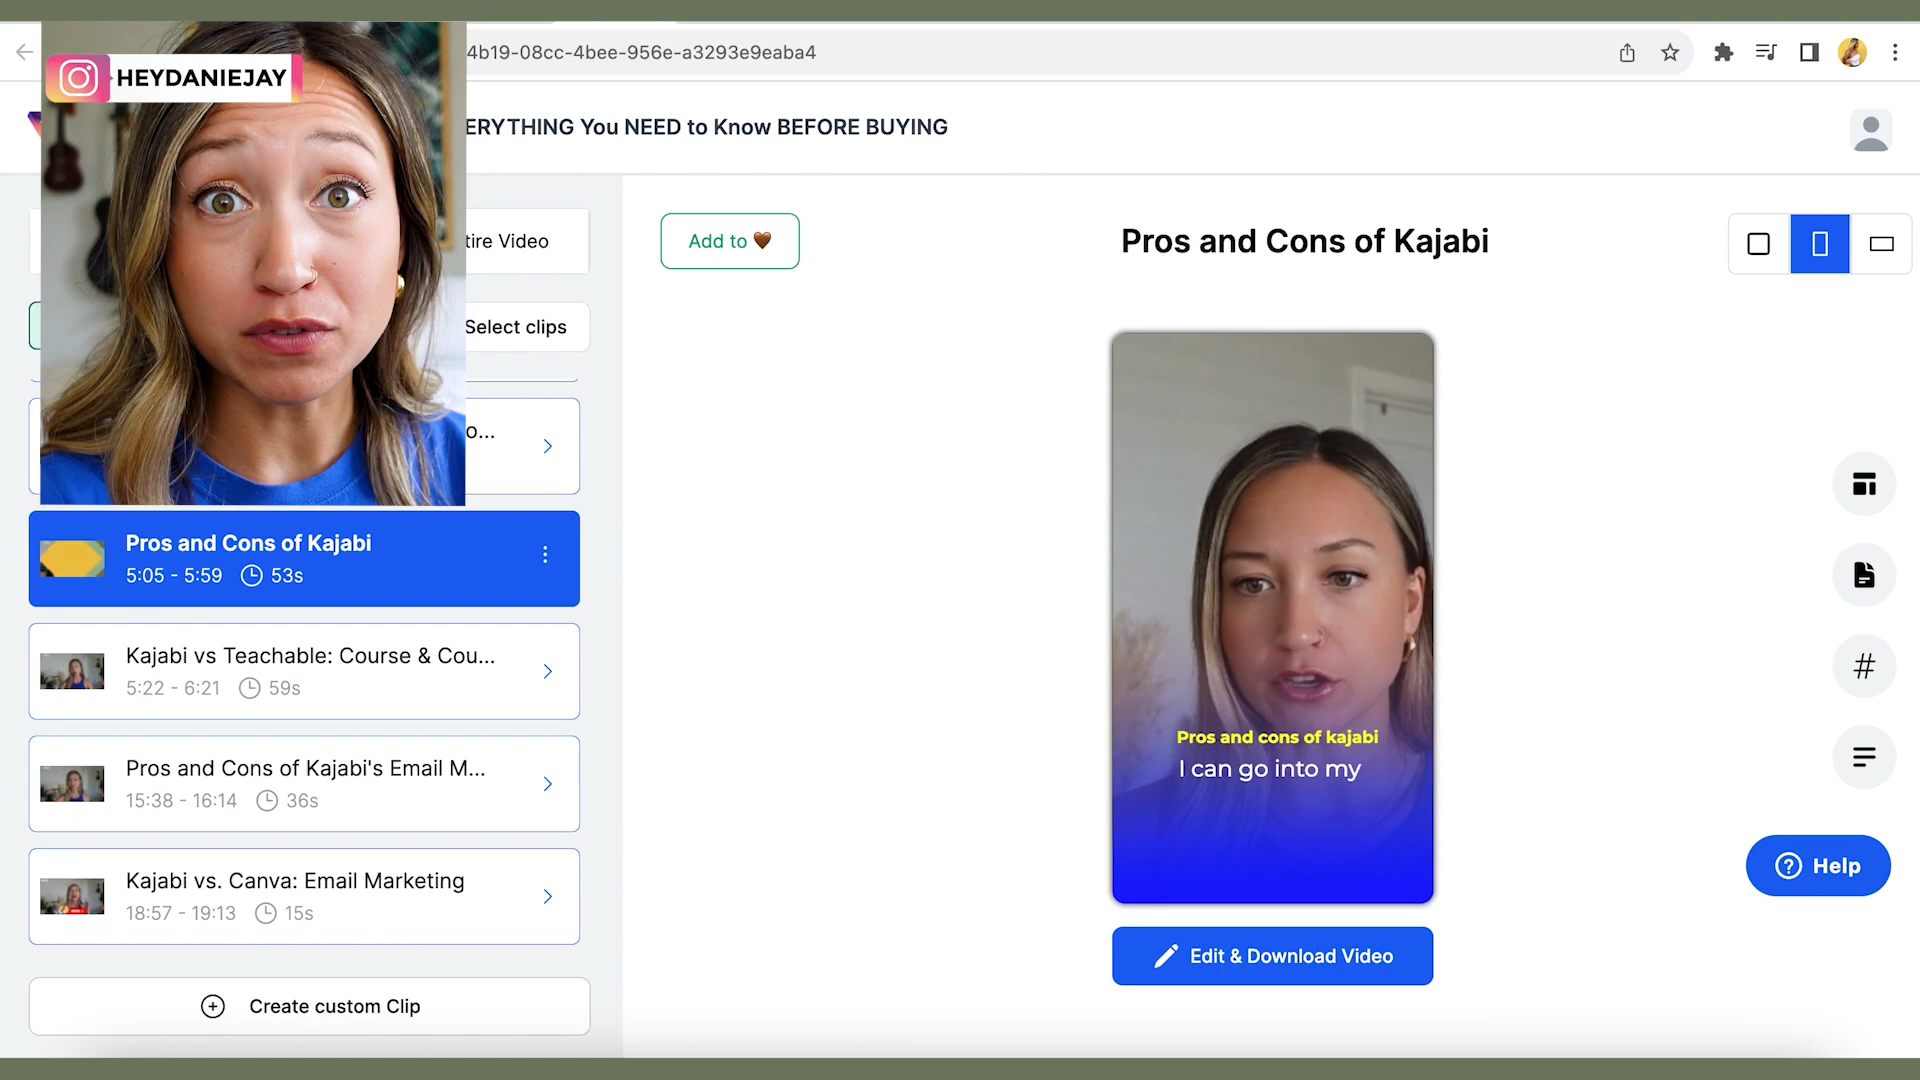 4b19-08cc-4bee-956e-a3293e9eaba4
HEYDANIEJAY
ERYTHING You NEED to Know BEFORE BUYING
tire Video
Select clips
o...
Pros and Cons of Kajabi
5:05 - 5:59 53s
Kajabi vs Teachable: Course & Cou...
5:22 - 6:21 59s
Pros and Cons of Kajabi's Email M...
15:38 - 16:14 36s
Kajabi vs. Canva: Email Marketing
18:57 - 19:13 15s
Create custom Clip
Add to
Pros and Cons of Kajabi
Pros and cons of kajabi
I can go into my
Edit & Download Video
#
Help